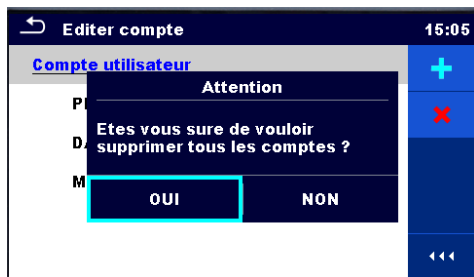 Editer compte
15:05
Compte utilisateur
Attention
Etes vous sure de vouloir
supprimer tous les comptes ?
OUI
NON